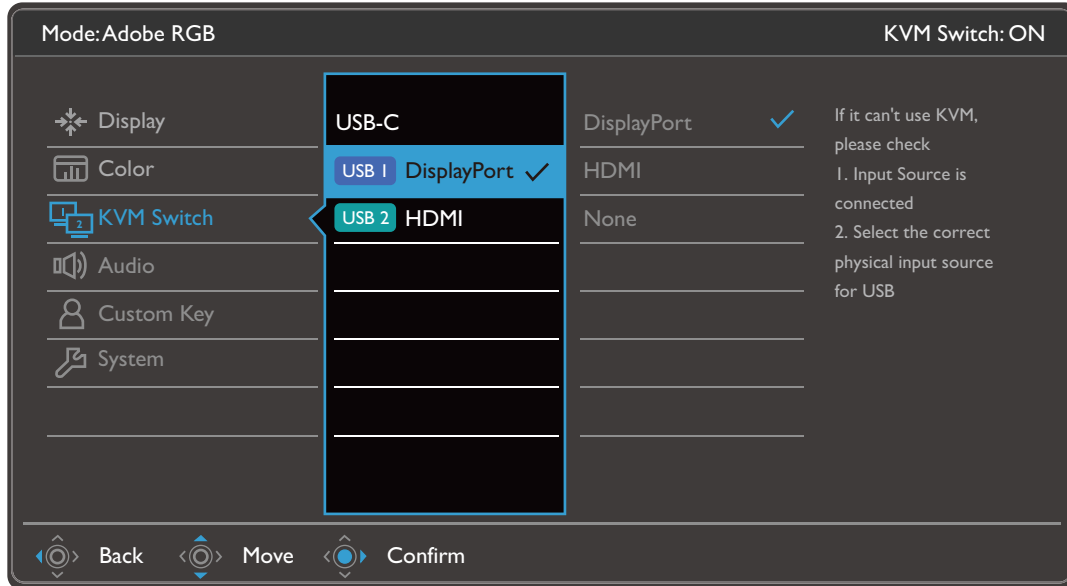 Mode: Adobe RGB
KVM Switch: ON
Display
Color
1 2 KVM Switch
Audio
Custom Key
System
USB-C
USB 1 DisplayPort
USB 2 HDMI
DisplayPort
HDMI
None
If it can't use KVM,
please check
1. Input Source is
connected
2. Select the correct
physical input source
for USB
Back Move Confirm